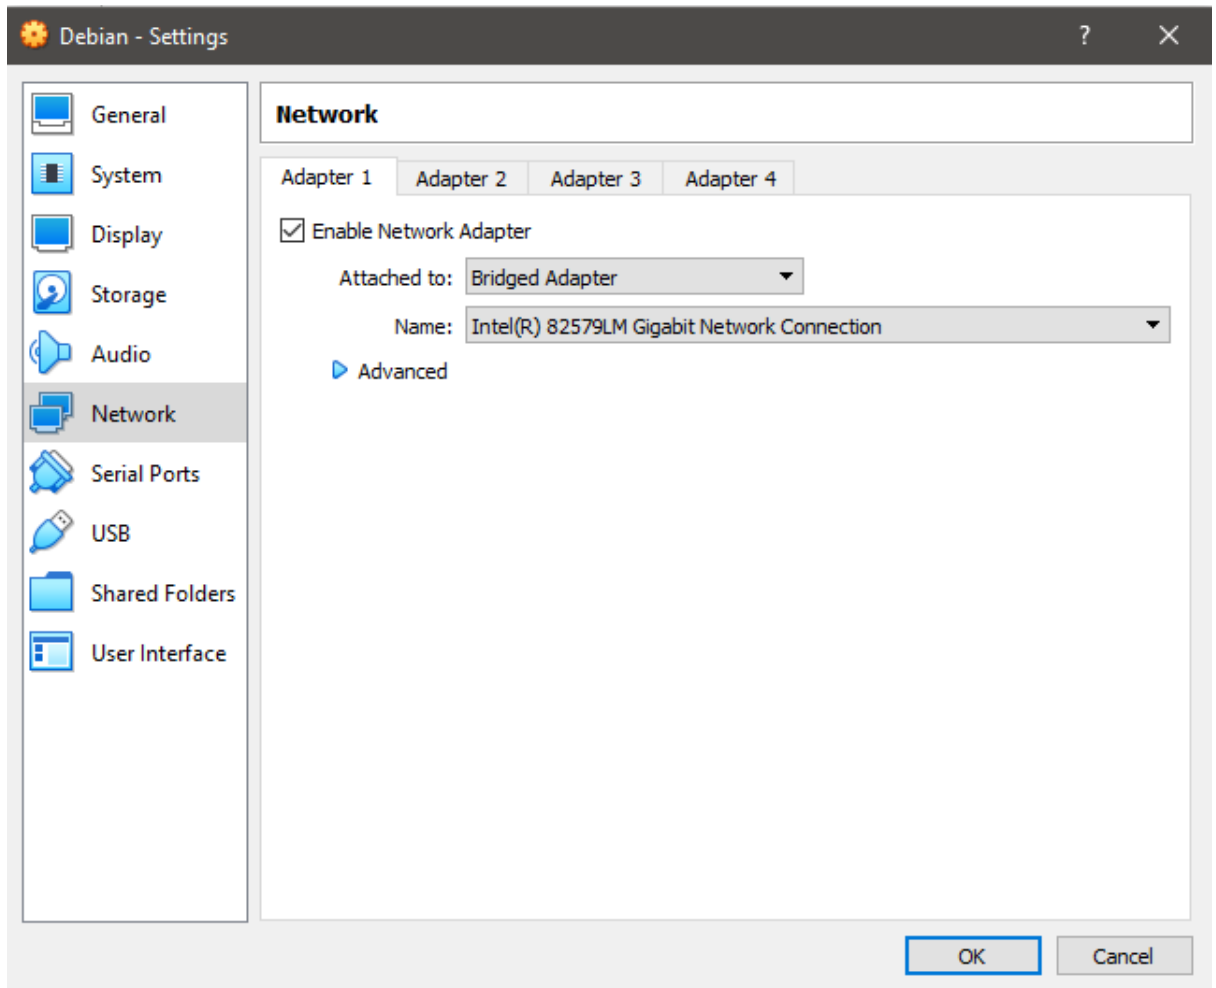 Debian - Settings
?
General
System
Display
Storage
Audio
Network
Serial Ports
USB
Shared Folders
User Interface
Network
Adapter 1 Adapter 2 Adapter 3 Adapter 4
Enable Network Adapter
Attached to: Bridged Adapter
Name: Intel(R) 82579LM Gigabit Network Connection
Advanced
OK Cancel